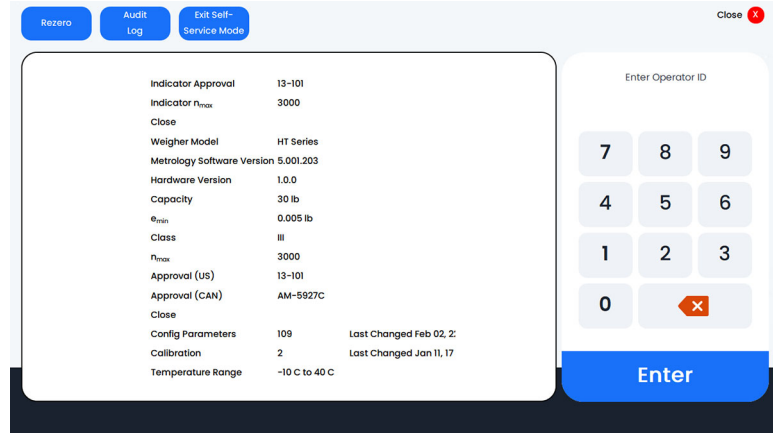 Rezero
Audit
Log
Exit Self-
Service Mode
Close X
Indicator Approval 13-101
Indicator nmax 3000
Close
Weigher Model HT Series
Metrology Software Version 5.001.203
Hardware Version 1.0.0
Capacity 30 lb
emin 0.005 lb
Class III
nmax 3000
Approval (US) 13-101
Approval (CAN) AM-5927C
Close
Config Parameters 109 Last Changed Feb 02,
Calibration 2 Last Changed Jan 11, 17
Temperature Range -10 C to 40 C
Enter Operator ID
7 8 9
4 5 6
1 2 3
0
Enter